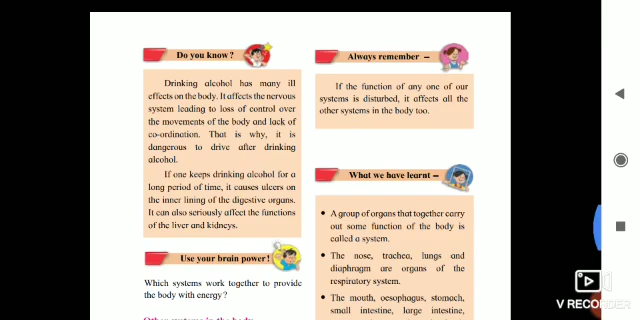 Do you know?
Drinking alcohol has many ill
effects on the body. It affects the nervous
system leading to loss of control over
the movements of the body and lack of
co-ordination. That is why, it is
dangerous to drive after drinking
alcohol.
If one keeps drinking alcohol for a
long period of time, it causes ulcers on
the inner lining of the digestive organs.
It can also seriously affect the functions
of the liver and kidneys.
Use your brain power!
Which systems work together to provide
the body with energy?
Other systems in the body
Always remember –
If the function of any one of our
systems is disturbed, it affects all the
other systems in the body too.
What we have learnt –
• A group of organs that together carry
out some function of the body is
called a system.
• The nose, trachea, lungs and
diaphragm are organs of the
respiratory system.
• The mouth, oesophagus, stomach,
small intestine, large intestine,
V RECORDER